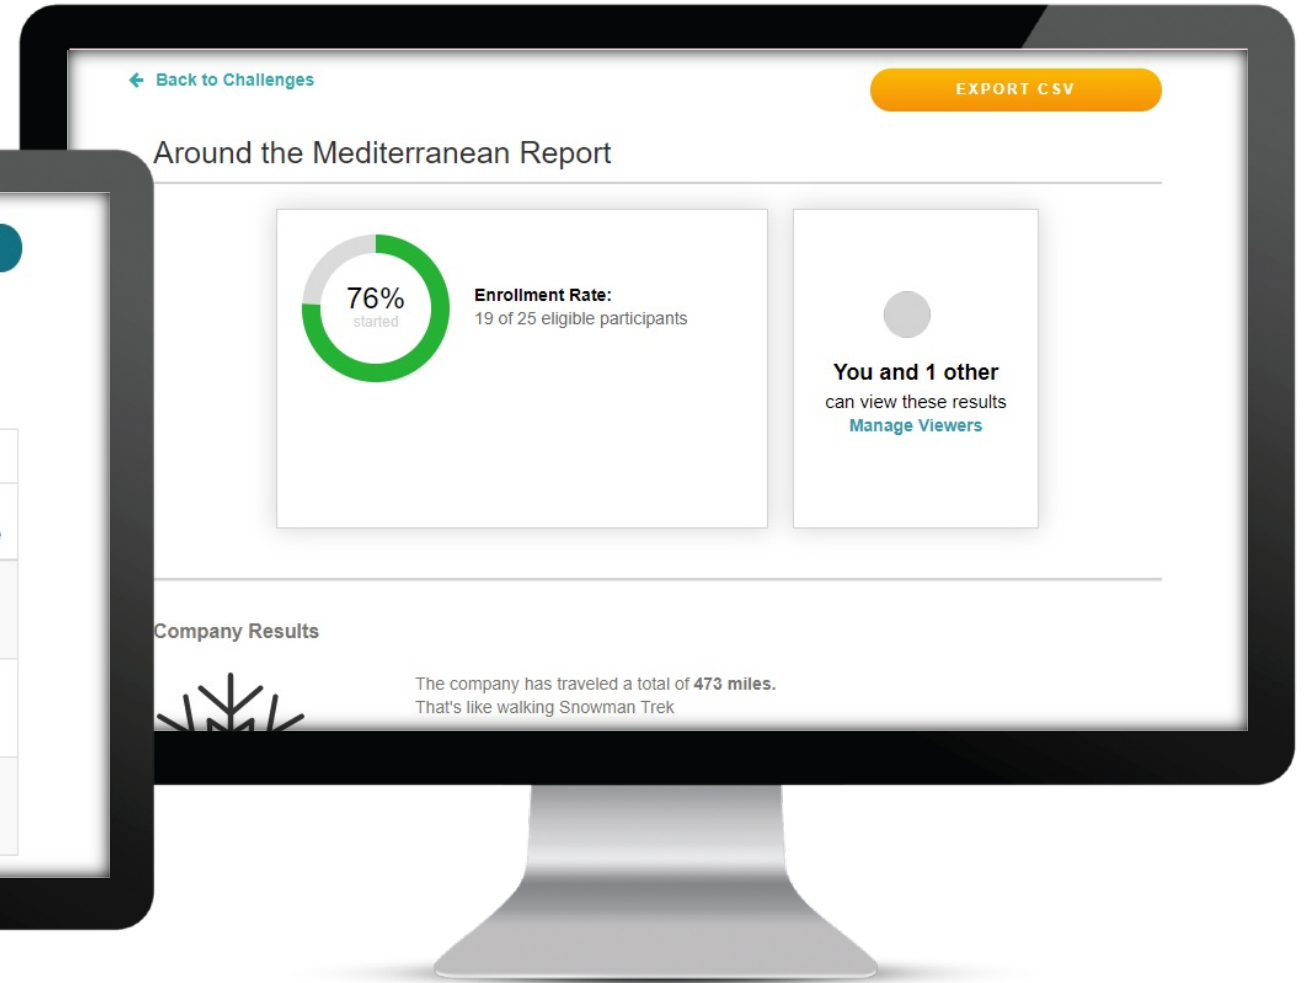 Back to Challenges
EXPORT CSV
Around the Mediterranean Report
76%
started
Enrollment Rate:
19 of 25 eligible participants
You and 1 other
can view these results
Manage Viewers
Company Results
The company has traveled a total of 473 miles.
That's like walking Snowman Trek